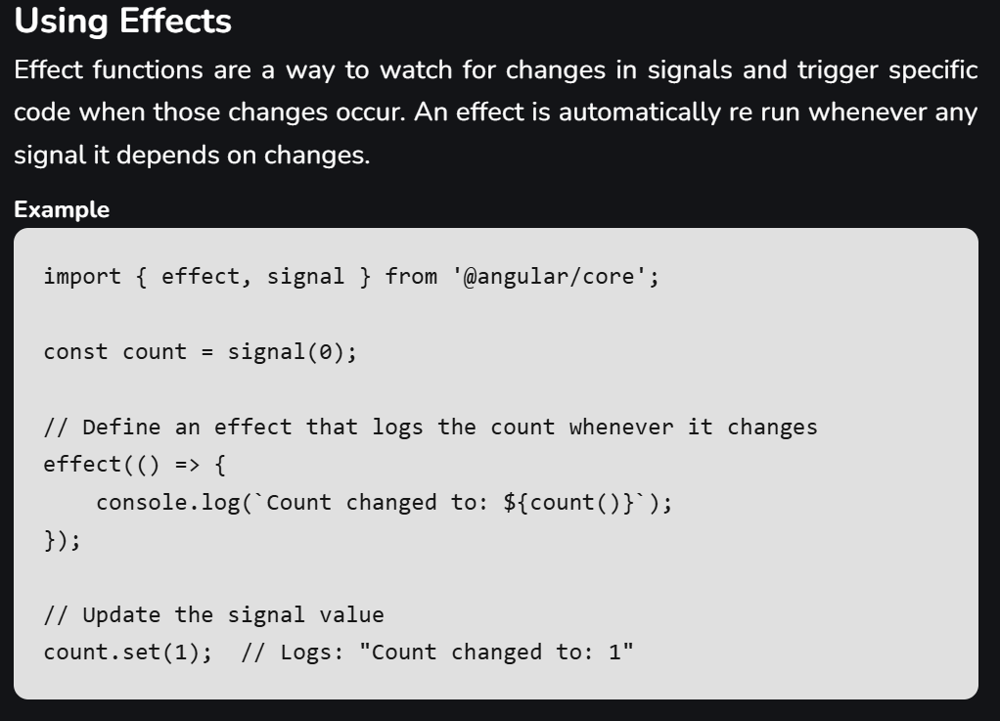 Using Effects
Effect functions are a way to watch for changes in signals and trigger specific
code when those changes occur. An effect is automatically re run whenever any
signal it depends on changes.
Example
import { effect, signal } from '@angular/core';
const count = signal(0);
// Define an effect that logs the count whenever it changes
effect(() => {
    console.log(`Count changed to: ${count()}`);
});
// Update the signal value
count.set(1);  // Logs: "Count changed to: 1"